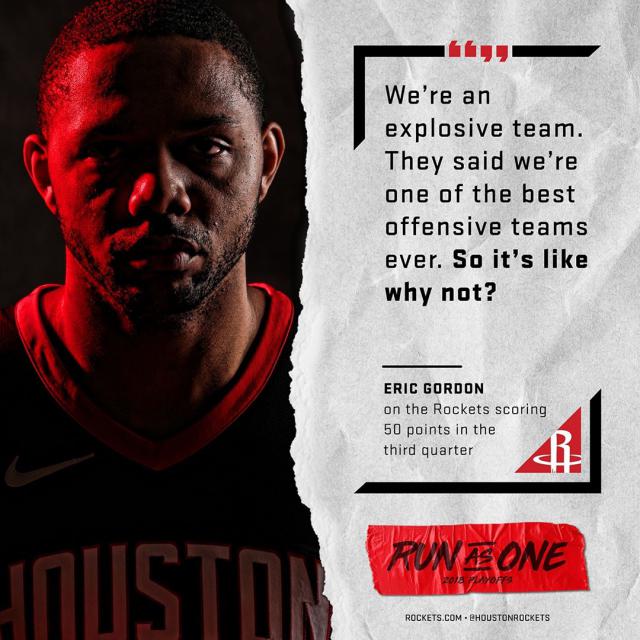 We're an
explosive team.
They said we're
one of the best
offensive teams
ever. So it's like
why not?
ERIC GORDON
on the Rockets scoring
50 points in the
third quarter
R
RUN AS ONE
2018 PLAYOFFS
ROCKETS.COM • @HOUSTONROCKETS
HOUSTON